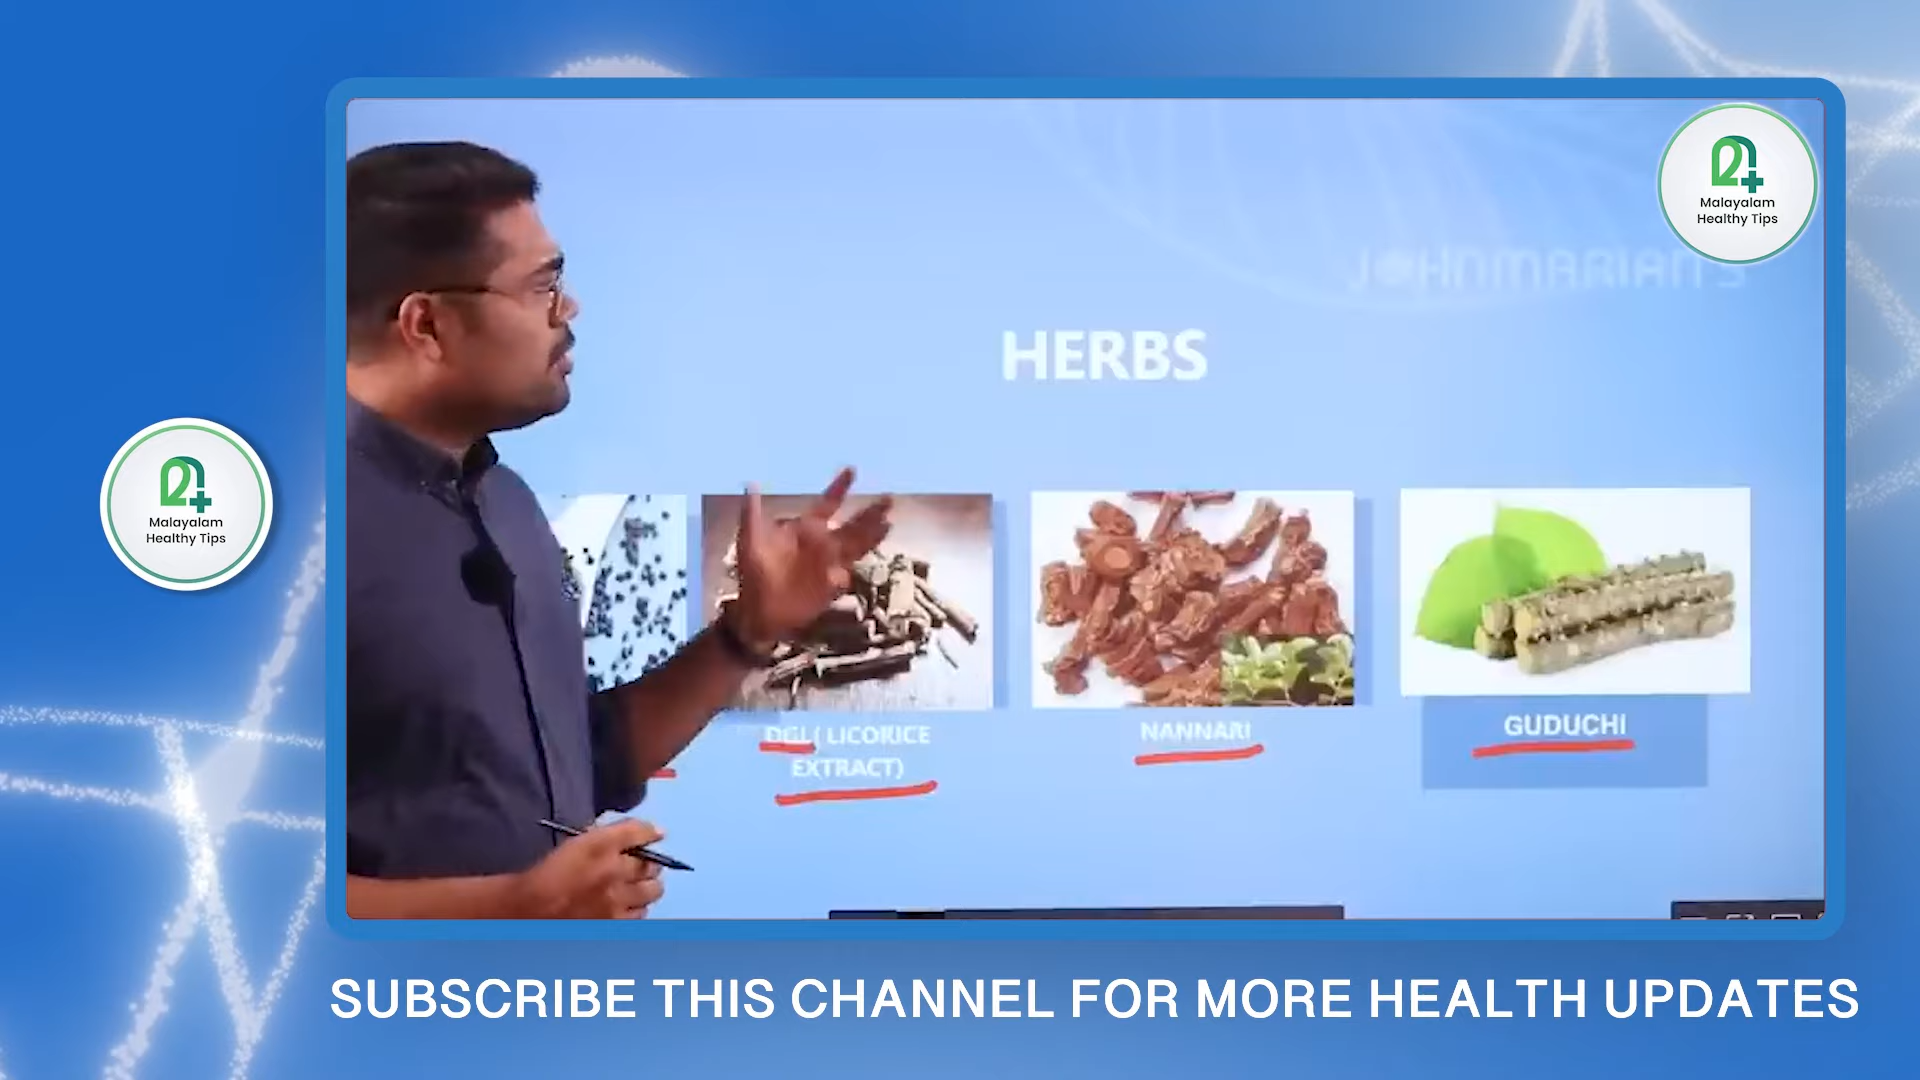 Malayalam
Healthy Tips
JOHNMARIAN'S
HERBS
Malayalam
Healthy Tips
DGL( LICORICE
EXTRACT)
NANNARI
GUDUCHI
SUBSCRIBE THIS CHANNEL FOR MORE HEALTH UPDATES